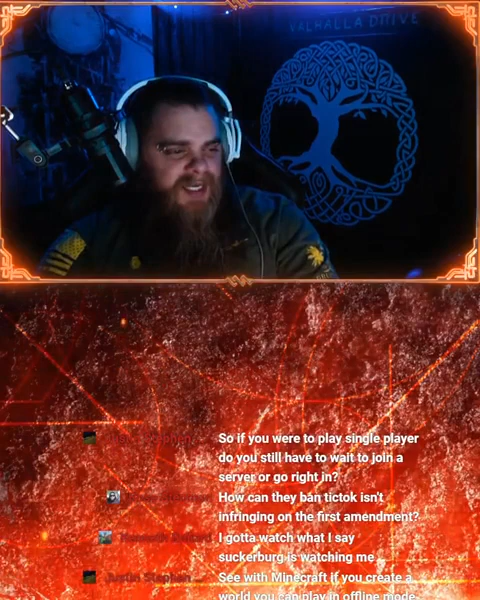 VALHALLA DRIVE
So if you were to play single player
do you still have to wait to join a
server or go right in?
How can they ban tictok isn't
infringing on the first amendment?
I gotta watch what I say
suckerburg is watching me
Justin Stephan
See with Minecraft if you create a
world you can play in offline mode